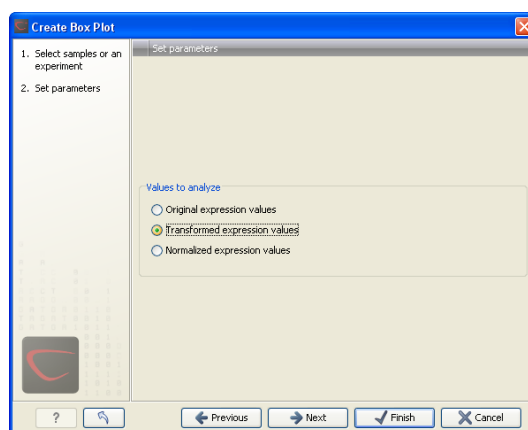 Create Box Plot
1. Select samples or an
experiment
2. Set parameters
Set parameters
Values to analyze
Original expression values
Transformed expression values
Normalized expression values
?
Previous
Next
Finish
Cancel